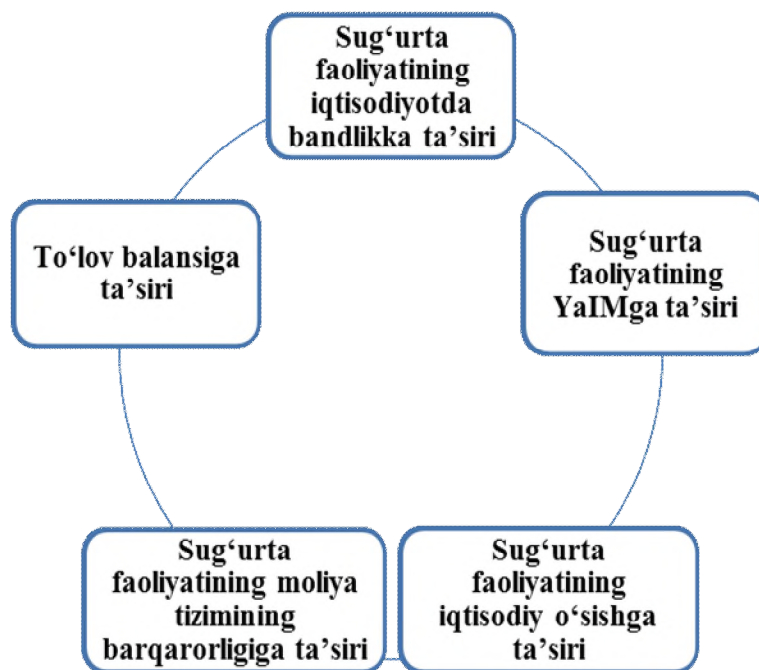 Sug‘urta
faoliyatining
iqtisodiyotda
bandlikka ta’siri
Sug‘urta
faoliyatining
YaIMga ta’siri
Sug‘urta
faoliyatining
iqtisodiy o‘sishga
ta’siri
Sug‘urta
faoliyatining moliya
tizimining
barqarorligiga ta’siri
To‘lov balansiga
ta’siri